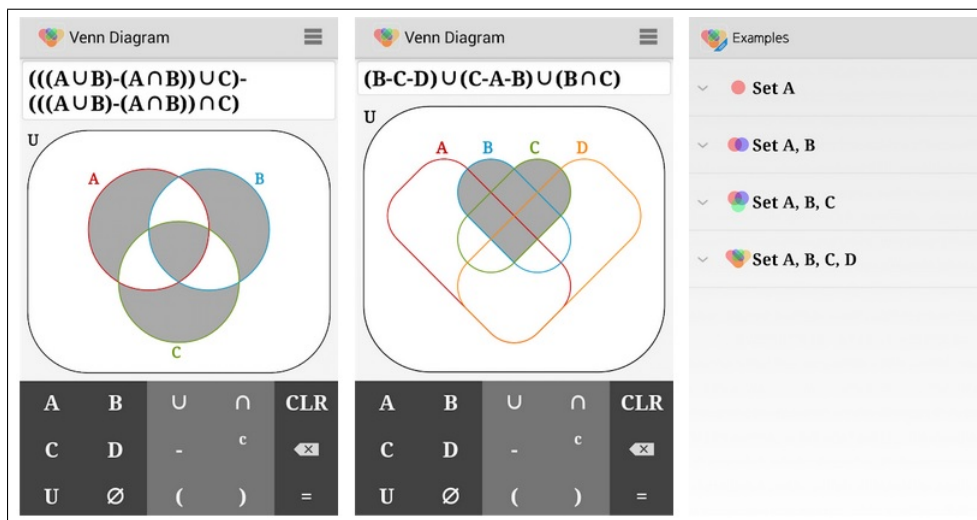 Venn Diagram
(((A∪B)-(A∩B))∪C)-
(((A∪B)-(A∩B))∩C)
U
A
B
C
A B ∪ ∩ CLR
C D - c
U ∅ ( ) =
Venn Diagram
(B-C-D)∪(C-A-B)∪(B∩C)
U
A B C D
A B ∪ ∩ CLR
C D - c
U ∅ ( ) =
Examples
Set A
Set A, B
Set A, B, C
Set A, B, C, D